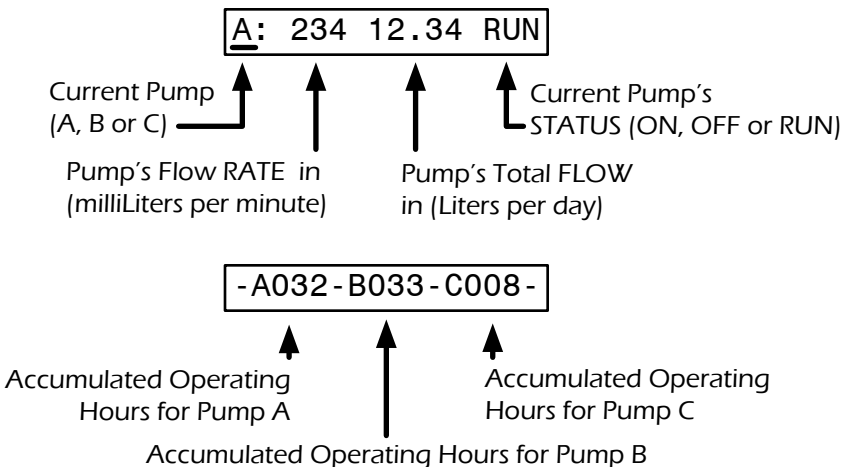 A: 234 12.34 RUN
Current Pump
(A, B or C)
Current Pump's
STATUS (ON, OFF or RUN)
Pump's Flow RATE in
(milliLiters per minute)
Pump's Total FLOW
in (Liters per day)
-A032-B033-C008-
Accumulated Operating
Hours for Pump A
Accumulated Operating
Hours for Pump C
Accumulated Operating Hours for Pump B